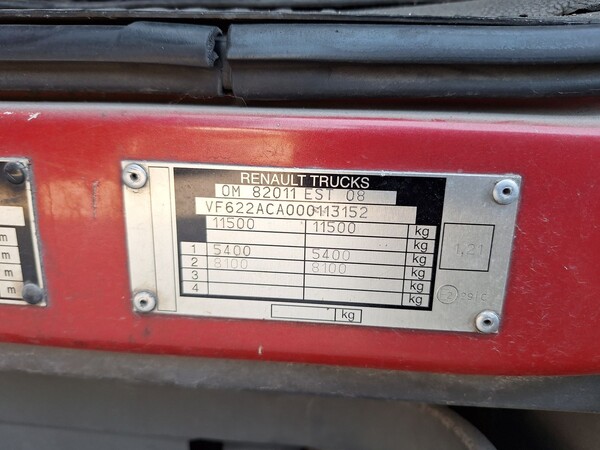 RENAULT TRUCKS
OM 82011 EST 08
VF622ACA000113152
11500 11500 kg
kg
1 5400 5400 kg
2 8100 8100 kg
3 kg
4 kg
kg
1,21
m
m
m
m